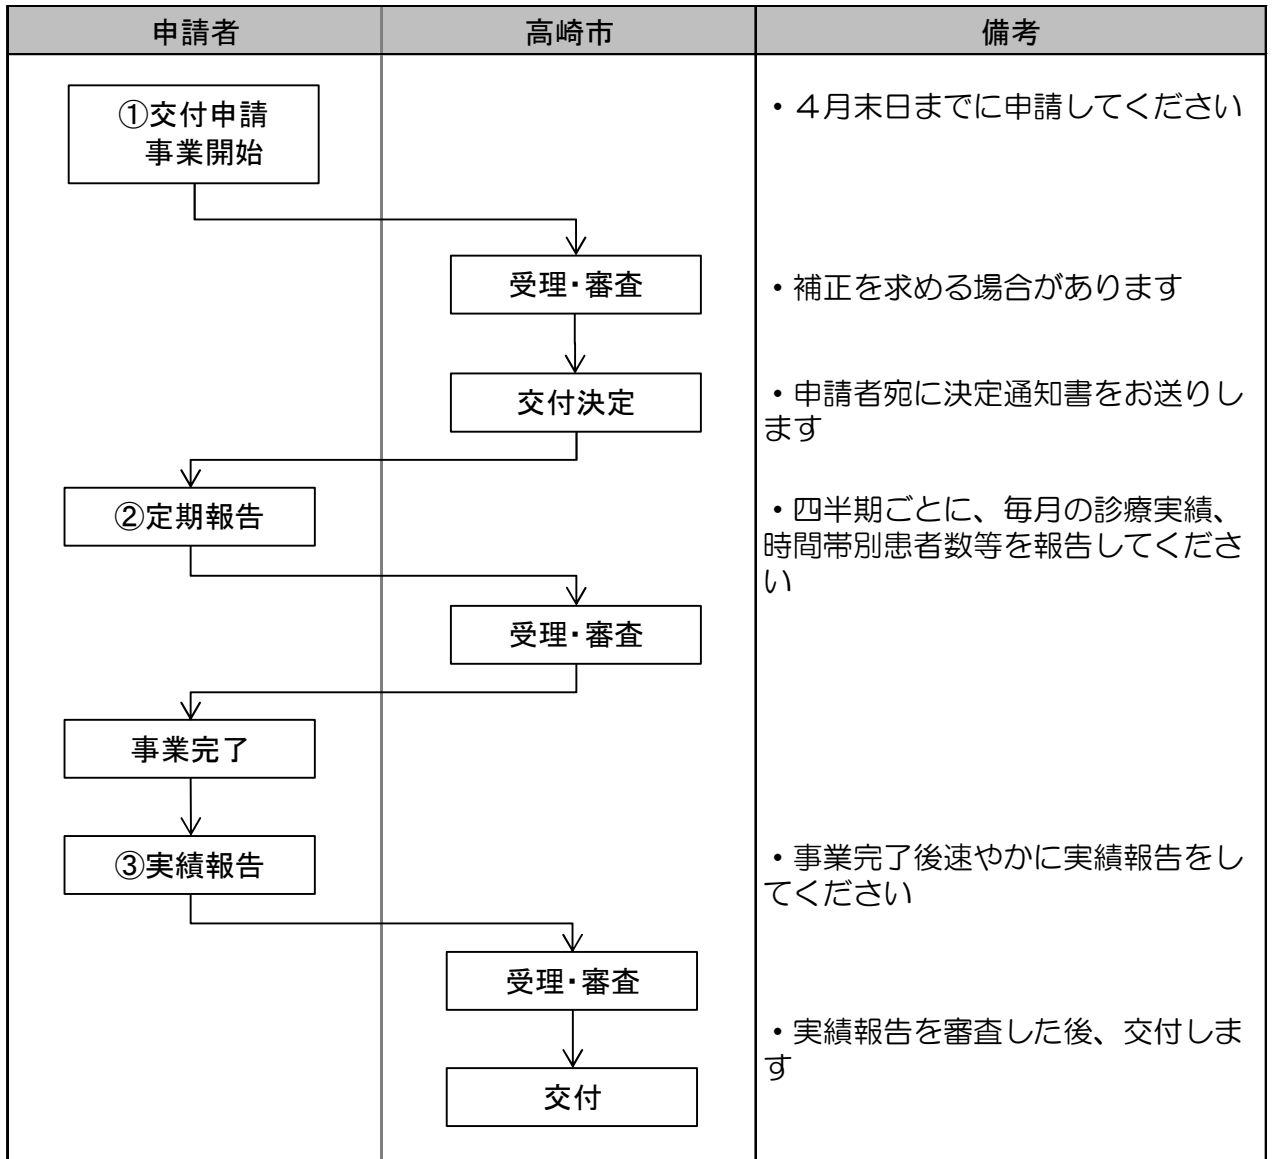 申請者
高崎市
備考
①交付申請
事業開始
・４月末日までに申請してください
受理・審査
・補正を求める場合があります
交付決定
・申請者宛に決定通知書をお送りし
ます
②定期報告
・四半期ごとに、毎月の診療実績、
時間帯別患者数等を報告してくださ
い
受理・審査
事業完了
③実績報告
・事業完了後速やかに実績報告をし
てください
受理・審査
・実績報告を審査した後、交付しま
す
交付